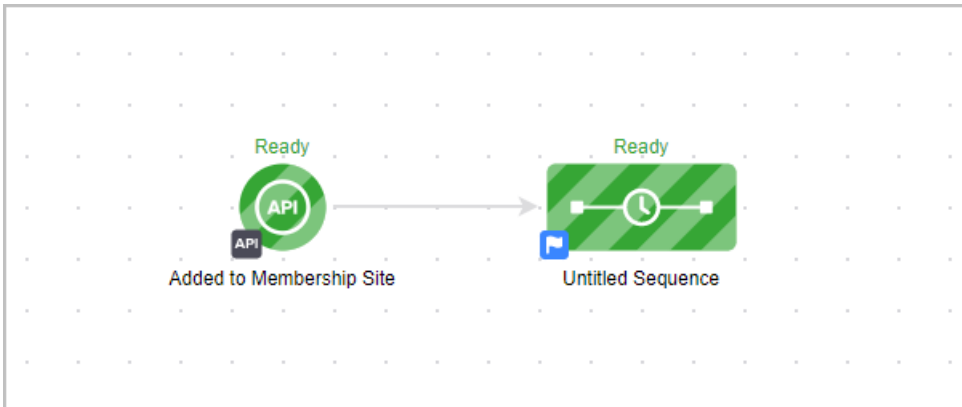 Ready
Ready
API
API
Added to Membership Site
Untitled Sequence